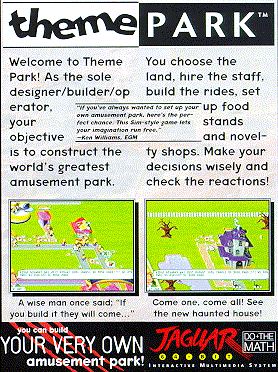 theme PARK™
Welcome to Theme
Park! As the sole
designer/builder/op
erator,
your
objective
is to construct the
world's greatest
amusement park.
"If you've always wanted to set up your
own amusement park, here's the per-
fect chance. This Sim-style game lets
your imagination run free."
—Ken Williams, EGM
You choose the
land, hire the staff,
build the rides, set
up food
stands
and novel-
ty shops. Make your
decisions wisely and
check the reactions!
A wise man once said; "If
you build it they will come..."
Come one, come all! See
the new haunted house!
you can build
YOUR VERY OWN
amusement park!
JAGUAR
64-BIT
INTERACTIVE MULTIMEDIA SYSTEM
DO THE
MATH